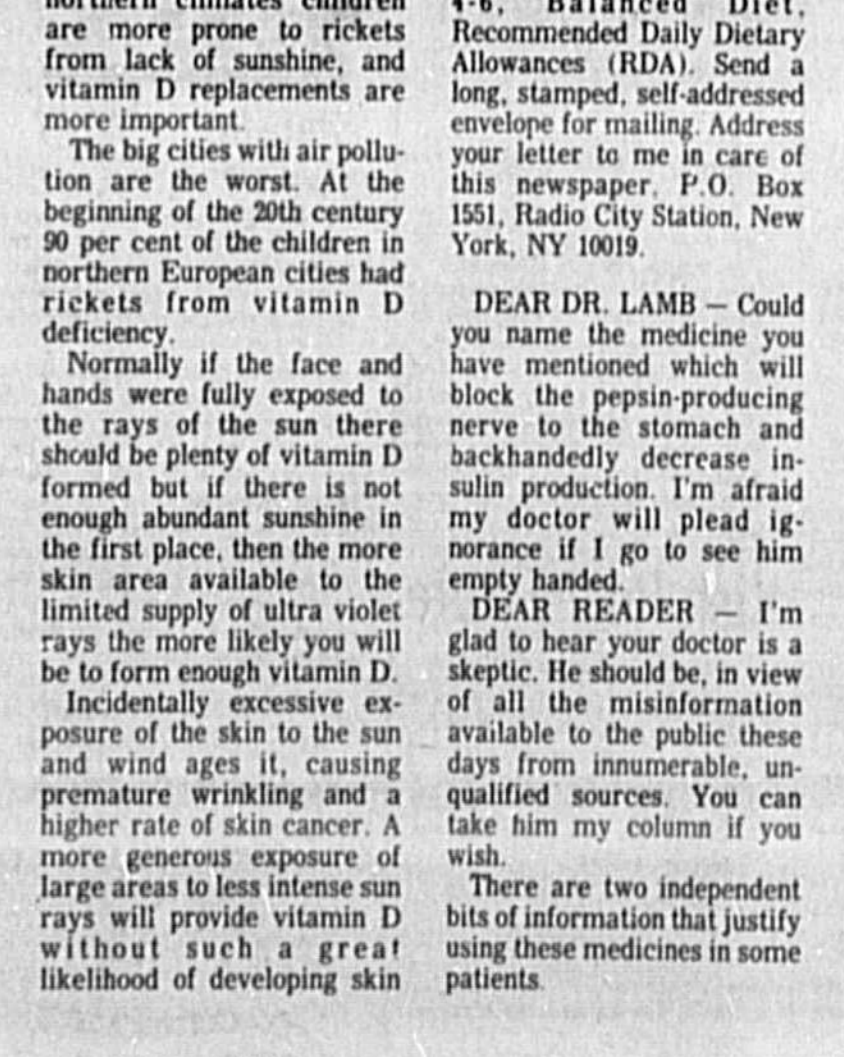 northern climates children
are more prone to rickets
from lack of sunshine, and
vitamin D replacements are
more important.
The big cities with air pollu-
tion are the worst. At the
beginning of the 20th century
90 per cent of the children in
northern European cities had
rickets from vitamin D
deficiency.
Normally if the face and
hands were fully exposed to
the rays of the sun there
should be plenty of vitamin D
formed but if there is not
enough abundant sunshine in
the first place, then the more
skin area available to the
limited supply of ultra violet
rays the more likely you will
be to form enough vitamin D.
Incidentally excessive ex-
posure of the skin to the sun
and wind ages it, causing
premature wrinkling and a
higher rate of skin cancer. A
more generous exposure of
large areas to less intense sun
rays will provide vitamin D
without such a great
likelihood of developing skin
4-6, Balanced Diet,
Recommended Daily Dietary
Allowances (RDA). Send a
long, stamped, self-addressed
envelope for mailing. Address
your letter to me in care of
this newspaper, P.O. Box
1551, Radio City Station, New
York, NY 10019.
DEAR DR. LAMB — Could
you name the medicine you
have mentioned which will
block the pepsin-producing
nerve to the stomach and
backhandedly decrease in-
sulin production. I'm afraid
my doctor will plead ig-
norance if I go to see him
empty handed.
DEAR READER — I'm
glad to hear your doctor is a
skeptic. He should be, in view
of all the misinformation
available to the public these
days from innumerable, un-
qualified sources. You can
take him my column if you
wish.
There are two independent
bits of information that justify
using these medicines in some
patients.